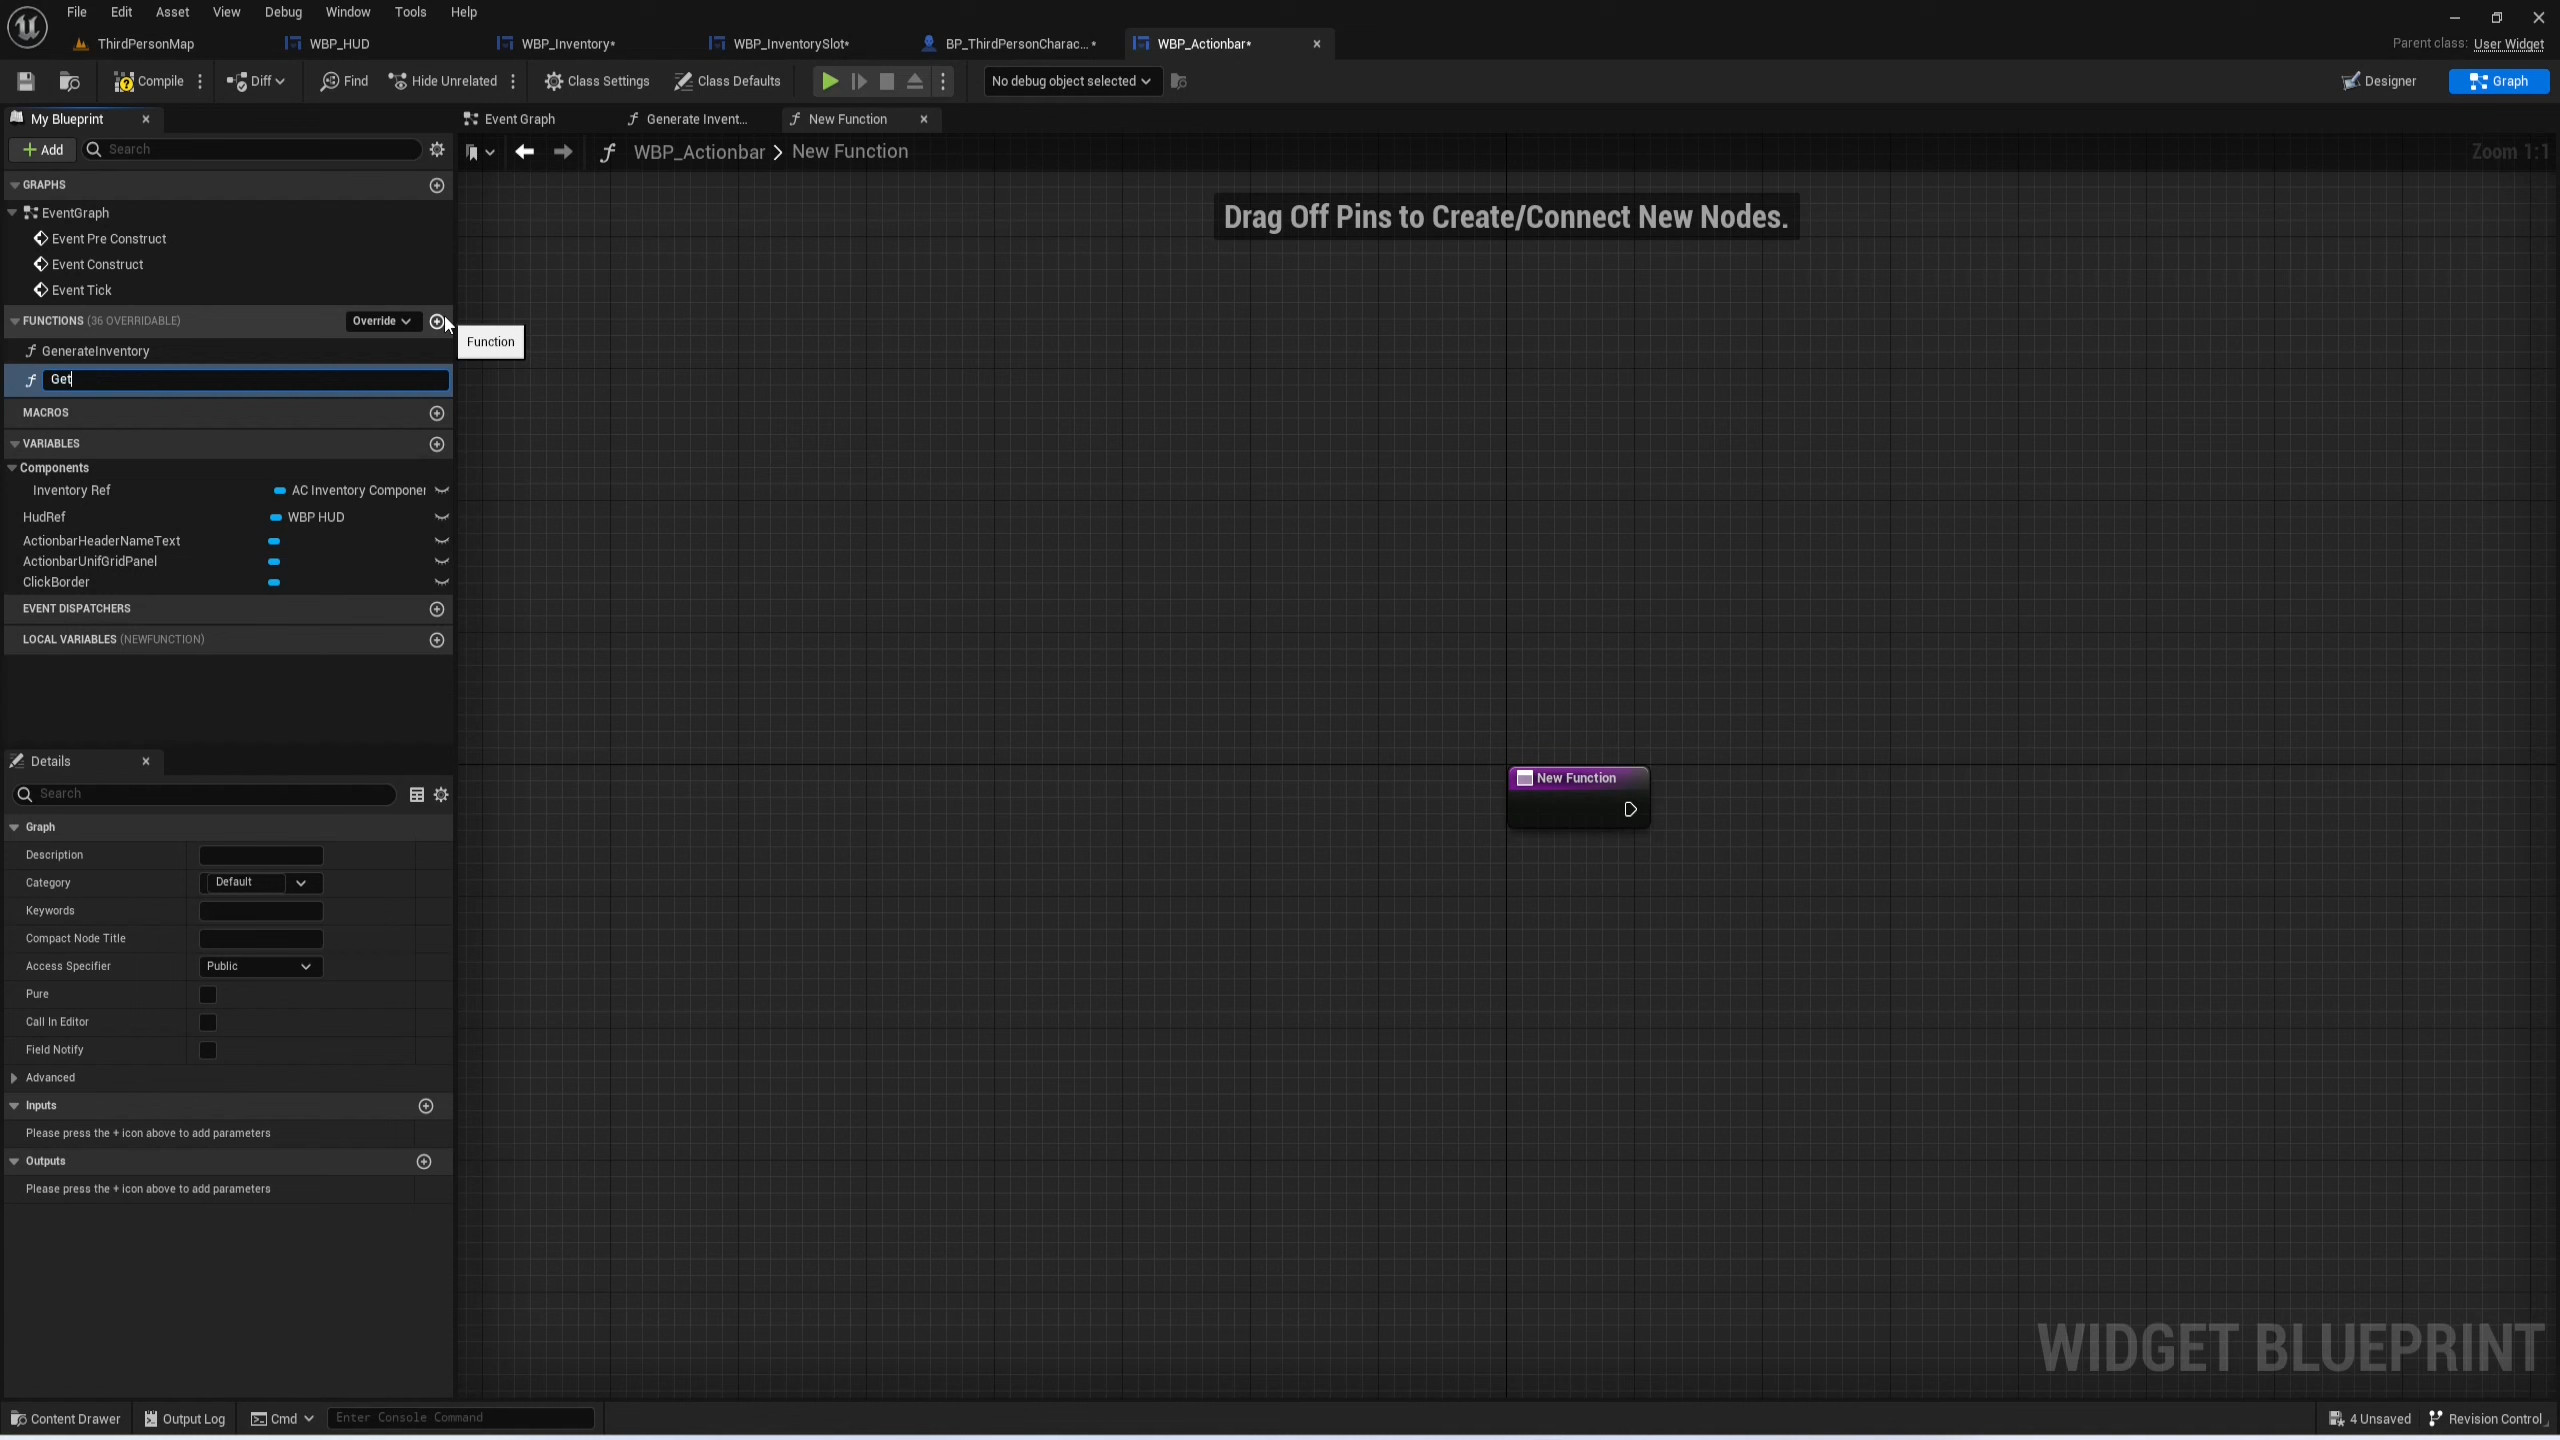 File Edit Asset View Debug Window Tools Help
ThirdPersonMap WBP_HUD WBP_Inventory* WBP_InventorySlot* BP_ThirdPersonCharac...* WBP_Actionbar* Parent class: User Widget
Compile Diff Find Hide Unrelated Class Settings Class Defaults No debug object selected Designer Graph
My Blueprint Event Graph Generate Invent... New Function
Add Search WBP_Actionbar > New Function Zoom 1:1
GRAPHS
EventGraph
Event Pre Construct
Event Construct
Event Tick
FUNCTIONS (36 OVERRIDABLE) Override
GenerateInventory
Get
Function
MACROS
VARIABLES
Components
Inventory Ref AC Inventory Componer
HudRef WBP HUD
ActionbarHeaderNameText
ActionbarUnifGridPanel
ClickBorder
EVENT DISPATCHERS
LOCAL VARIABLES (NEWFUNCTION)
Drag Off Pins to Create/Connect New Nodes.
New Function
Details
Search
Graph
Description
Category Default
Keywords
Compact Node Title
Access Specifier Public
Pure
Call In Editor
Field Notify
Advanced
Inputs
Please press the + icon above to add parameters
Outputs
Please press the + icon above to add parameters
WIDGET BLUEPRINT
Content Drawer Output Log Cmd Enter Console Command 4 Unsaved Revision Control